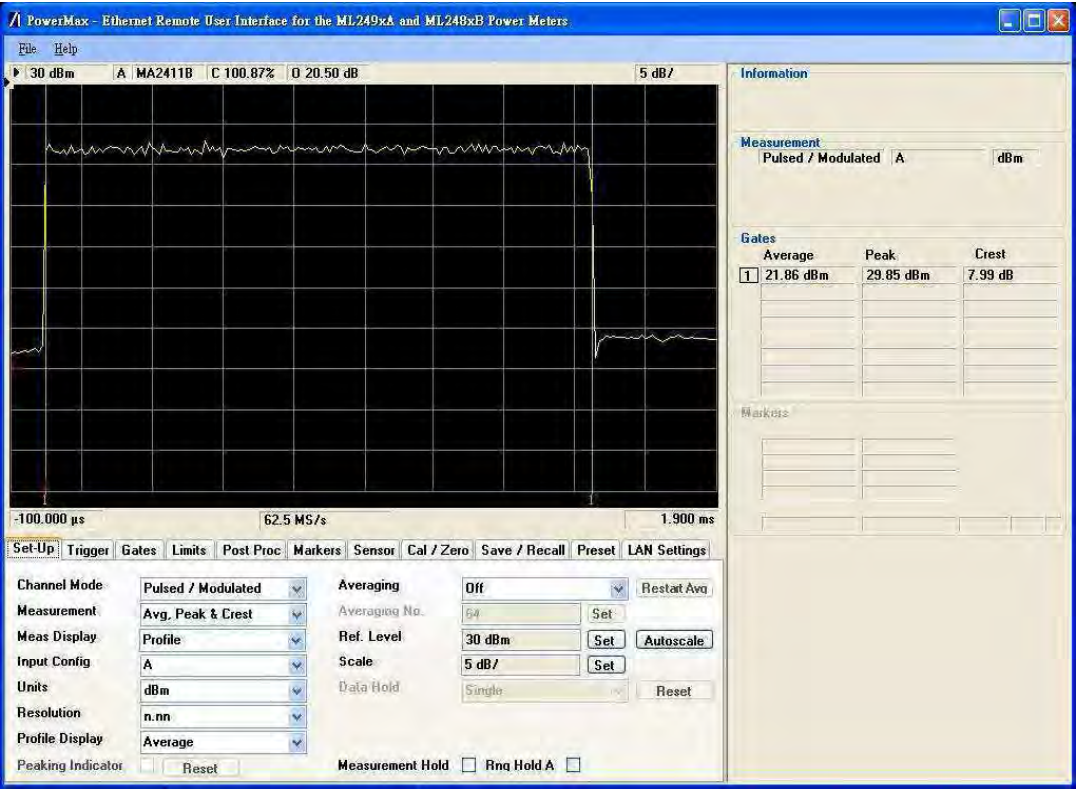 PowerMax - Ethernet Remote User Interface for the ML249xA and ML248xB Power Meters
File Help
30 dBm A MA2411B C 100.87% O 20.50 dB 5 dB/
Information
Measurement
Pulsed / Modulated A dBm
Gates
Average Peak Crest
1 21.86 dBm 29.85 dBm 7.99 dB
Markers
1 1
-100.000 µs 62.5 MS/s 1.900 ms
Set-Up Trigger Gates Limits Post Proc Markers Sensor Cal / Zero Save / Recall Preset LAN Settings
Channel Mode Pulsed / Modulated Averaging Off Restart Avg
Measurement Avg, Peak & Crest Averaging No. 64 Set
Meas Display Profile Ref. Level 30 dBm Set Autoscale
Input Config A Scale 5 dB/ Set
Units dBm Data Hold Single Reset
Resolution n.nn
Profile Display Average
Peaking Indicator Reset Measurement Hold Rng Hold A